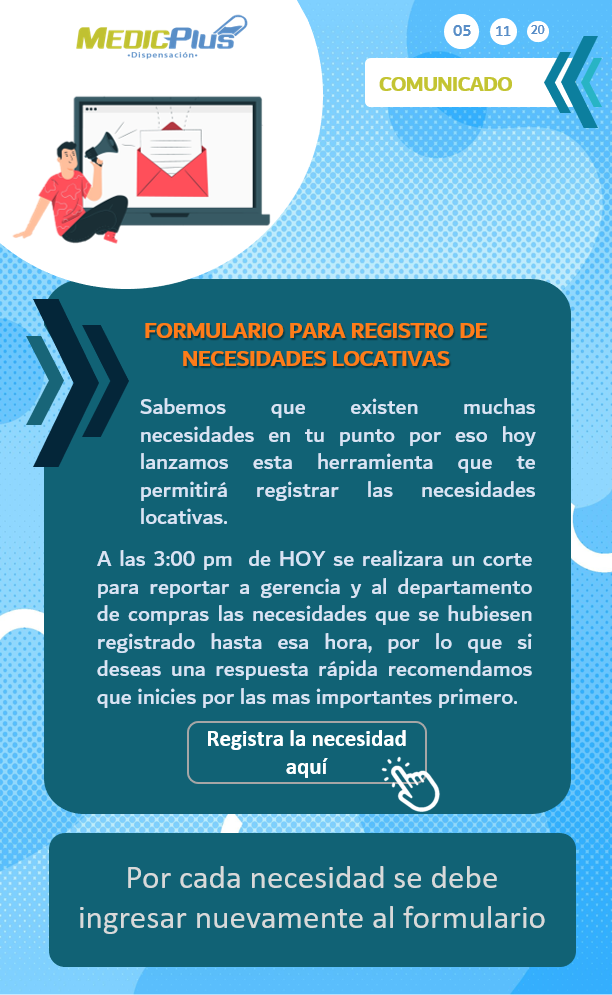 MEDICPLUS
•Dispensación•
05 11 20
COMUNICADO
FORMULARIO PARA REGISTRO DE
NECESIDADES LOCATIVAS
Sabemos que existen muchas
necesidades en tu punto por eso hoy
lanzamos esta herramienta que te
permitirá registrar las necesidades
locativas.
A las 3:00 pm de HOY se realizara un corte
para reportar a gerencia y al departamento
de compras las necesidades que se hubiesen
registrado hasta esa hora, por lo que si
deseas una respuesta rápida recomendamos
que inicies por las mas importantes primero.
Registra la necesidad
aquí
Por cada necesidad se debe
ingresar nuevamente al formulario